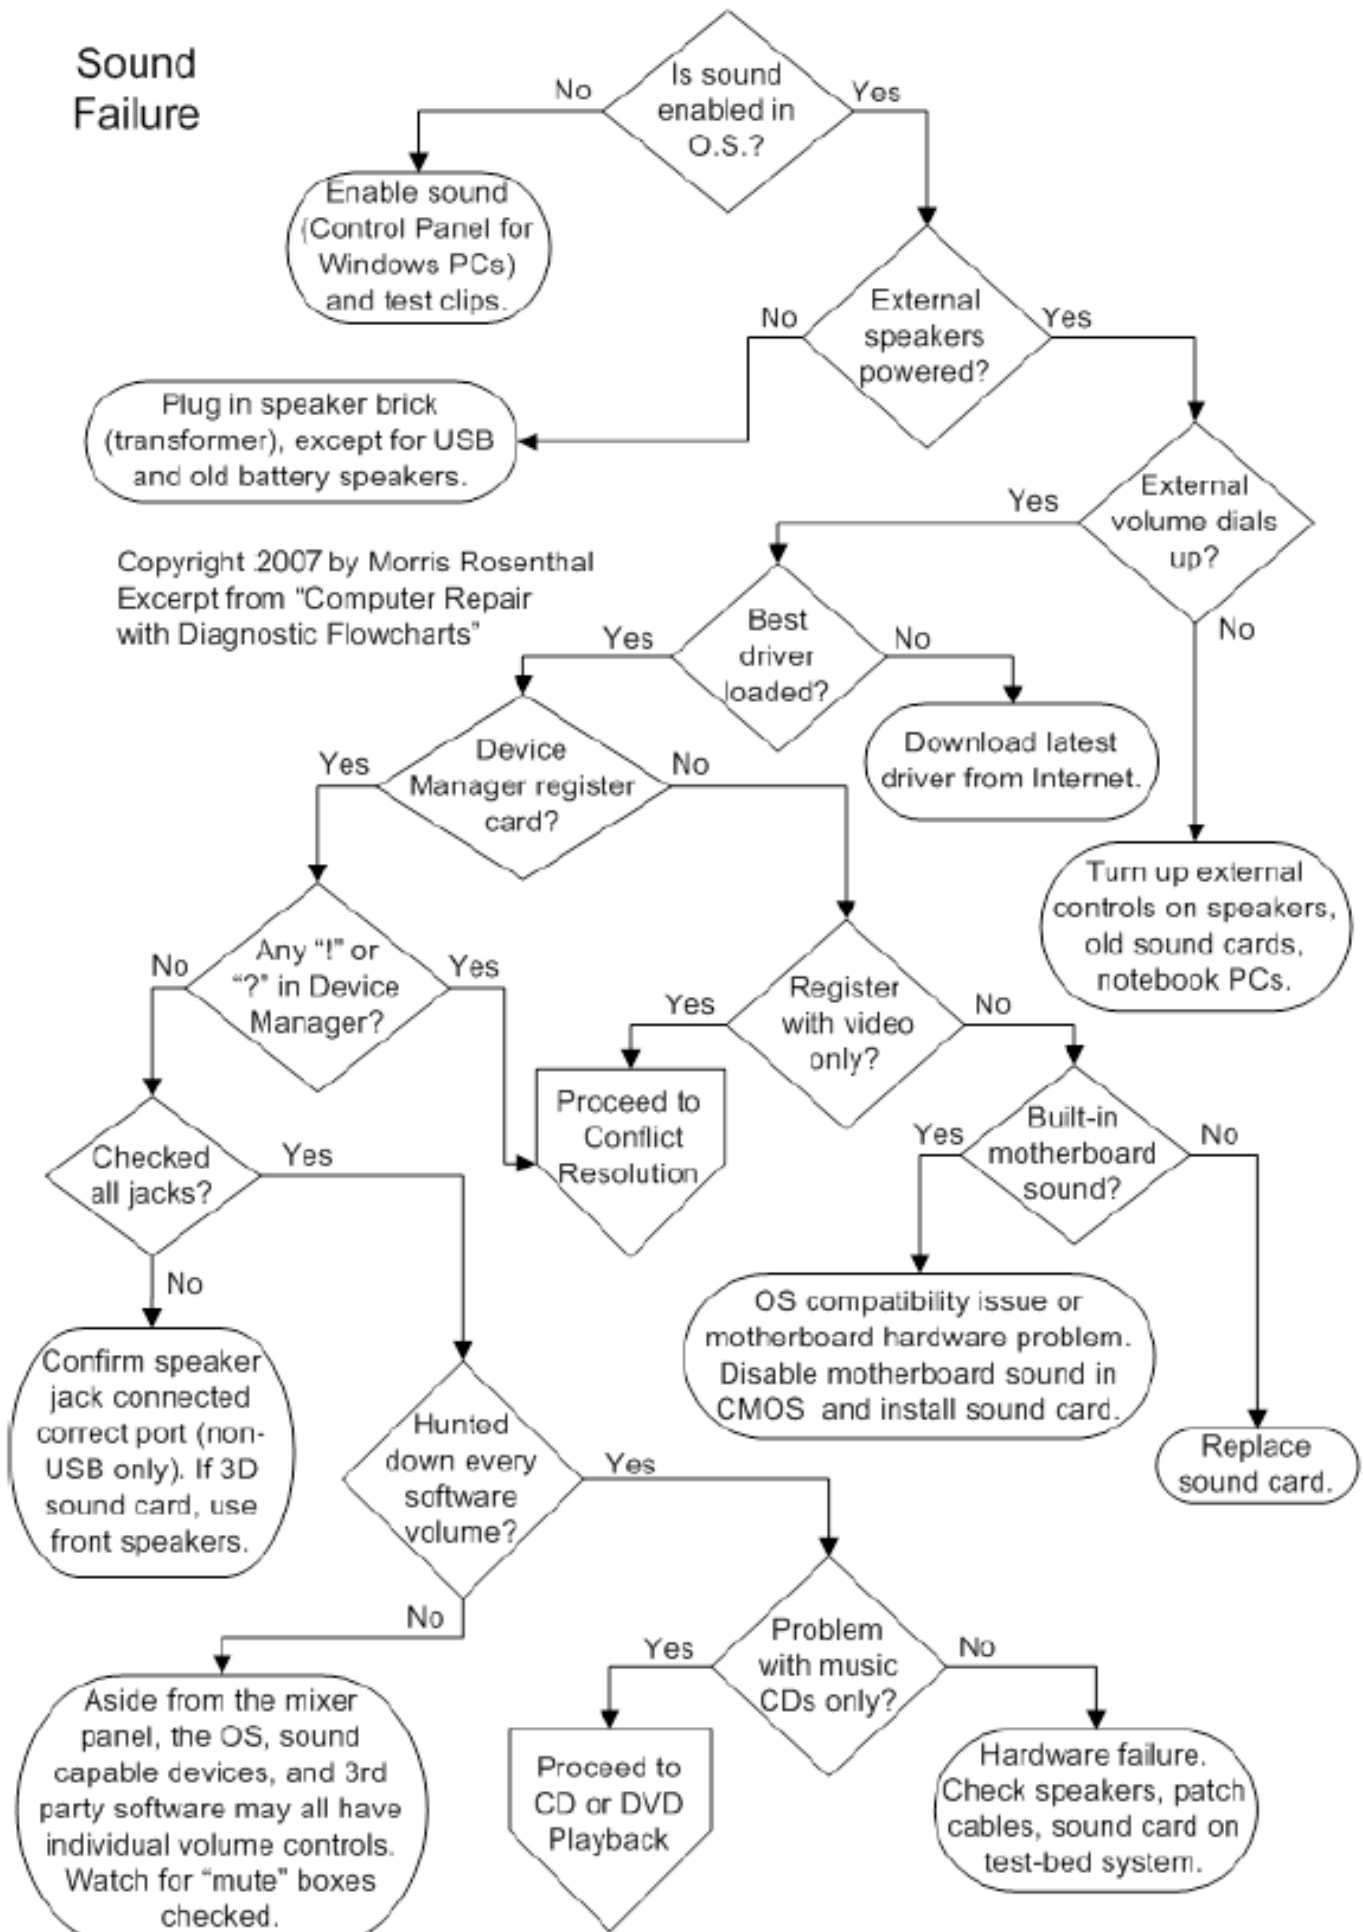 Sound
Failure
Is sound
enabled in
O.S.?
No
Yes
Enable sound
(Control Panel for
Windows PCs)
and test clips.
External
speakers
powered?
No
Yes
Plug in speaker brick
(transformer), except for USB
and old battery speakers.
External
volume dials
up?
Yes
No
Copyright 2007 by Morris Rosenthal
Excerpt from “Computer Repair
with Diagnostic Flowcharts”
Best
driver
loaded?
Yes
No
Download latest
driver from Internet.
Device
Manager register
card?
Yes
No
Turn up external
controls on speakers,
old sound cards,
notebook PCs.
Any “!” or
“?” in Device
Manager?
No
Yes
Register
with video
only?
Yes
No
Proceed to
Conflict
Resolution
Built-in
motherboard
sound?
Yes
No
Checked
all jacks?
Yes
No
OS compatibility issue or
motherboard hardware problem.
Disable motherboard sound in
CMOS and install sound card.
Confirm speaker
jack connected
correct port (non-
USB only). If 3D
sound card, use
front speakers.
Hunted
down every
software
volume?
Yes
No
Replace
sound card.
Problem
with music
CDs only?
Yes
No
Aside from the mixer
panel, the OS, sound
capable devices, and 3rd
party software may all have
individual volume controls.
Watch for “mute” boxes
checked.
Proceed to
CD or DVD
Playback
Hardware failure.
Check speakers, patch
cables, sound card on
test-bed system.